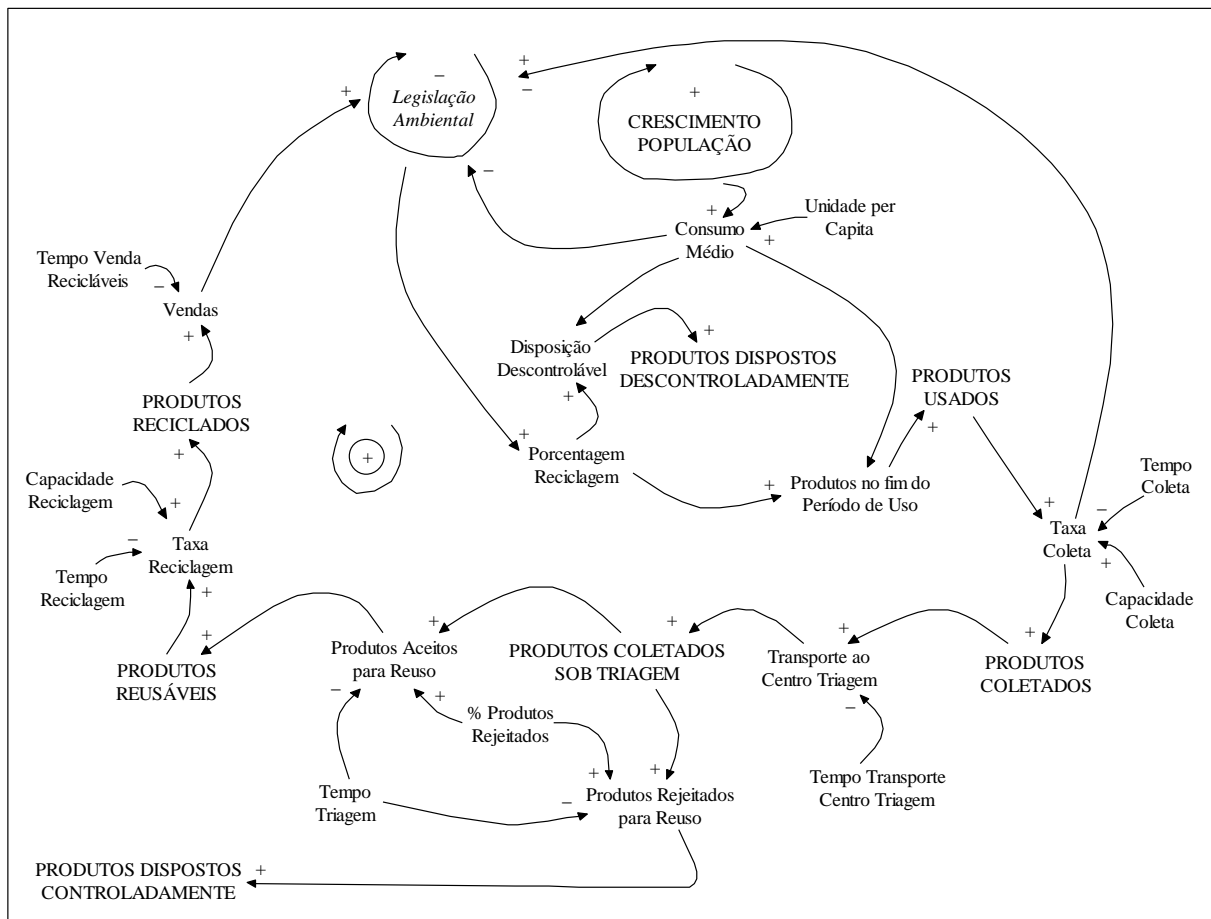 +
−
−
+
Legislação
Ambiental
+
−
CRESCIMENTO
POPULAÇÃO
+
Consumo
Médio
+
Unidade per
Capita
Tempo Venda
Recicláveis
−
Vendas
+
Disposição
Descontrolável
+
+
PRODUTOS DISPOSTOS
DESCONTROLADAMENTE
PRODUTOS
USADOS
+
PRODUTOS
RECICLADOS
+
+
+
Porcentagem
Reciclagem
+
Produtos no fim do
Período de Uso
Capacidade
Reciclagem
+
−
Taxa
Reciclagem
+
Tempo
Reciclagem
Tempo
Coleta
+
−
Taxa
Coleta
+
Capacidade
Coleta
PRODUTOS
REUSÁVEIS
+
Produtos Aceitos
para Reuso
+
−
+
PRODUTOS COLETADOS
SOB TRIAGEM
+
Transporte ao
Centro Triagem
+
−
PRODUTOS
COLETADOS
+
% Produtos
Rejeitados
Tempo
Triagem
+
+
−
Produtos Rejeitados
para Reuso
Tempo Transporte
Centro Triagem
PRODUTOS DISPOSTOS
CONTROLADAMENTE
+